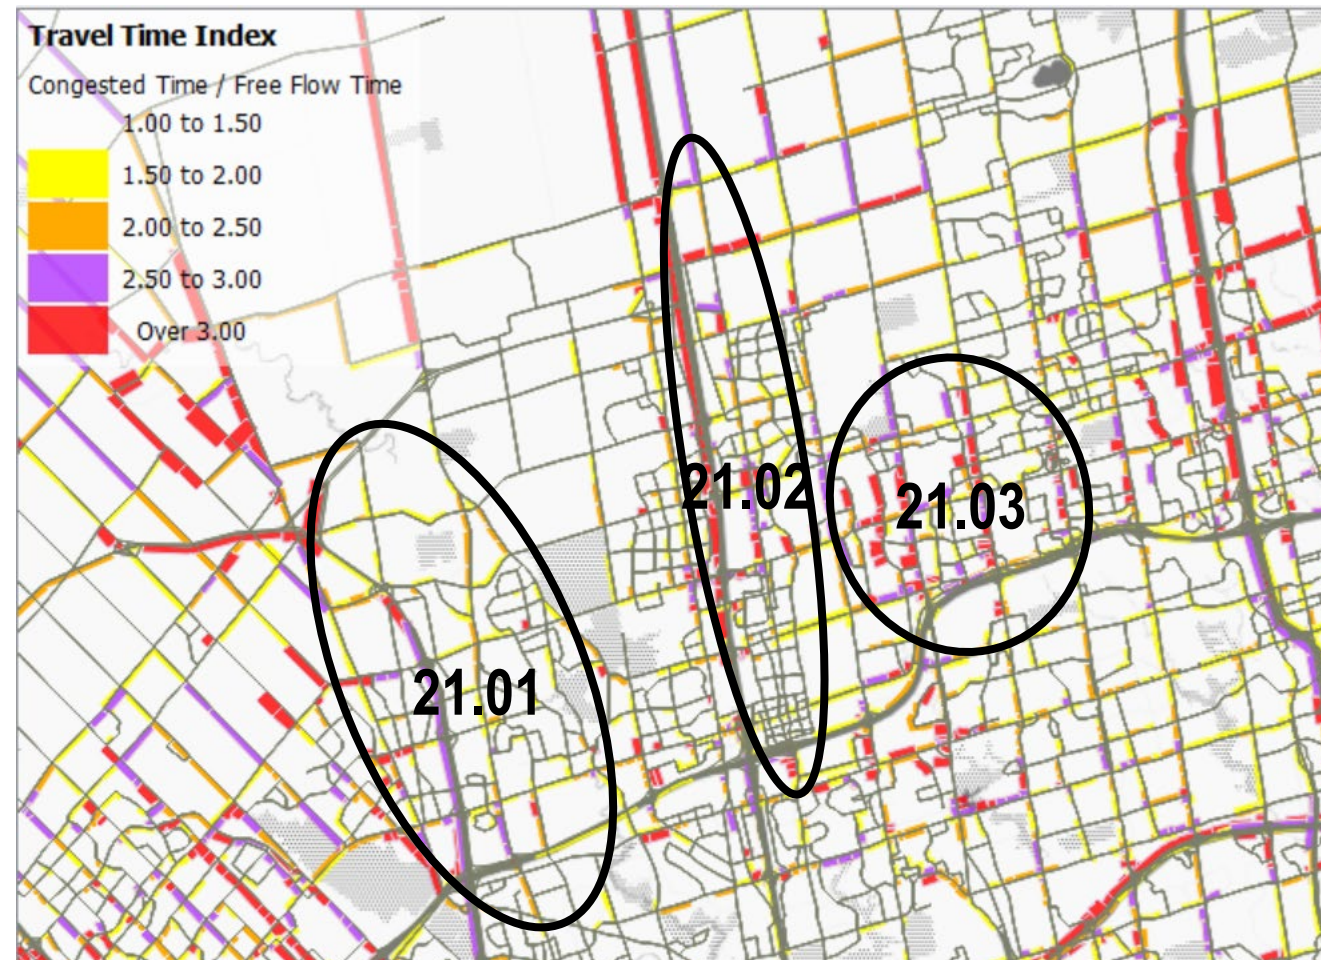 Travel Time Index
Congested Time / Free Flow Time
1.00 to 1.50
1.50 to 2.00
2.00 to 2.50
2.50 to 3.00
Over 3.00
21.02
21.03
21.01